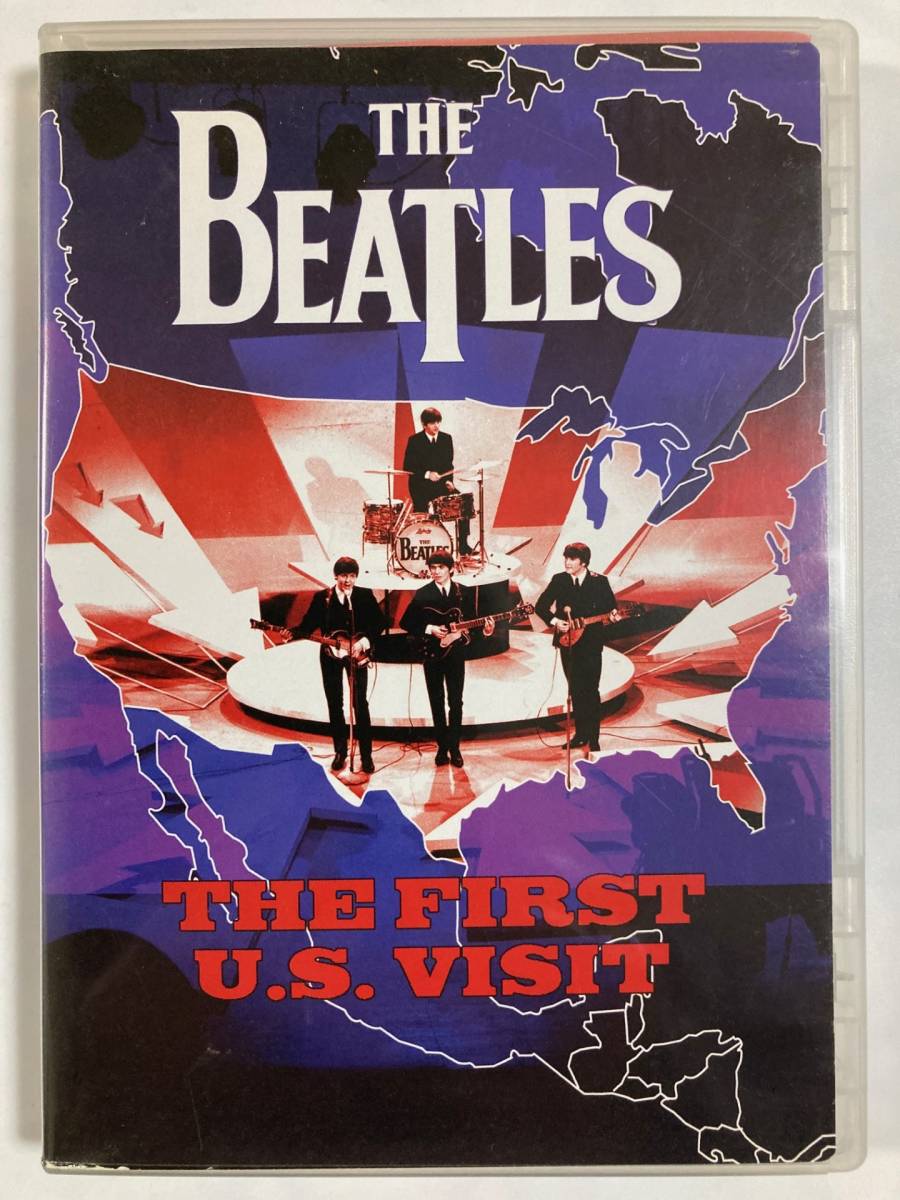 THE
BEATLES
THE
BEATLES
THE FIRST
U.S. VISIT